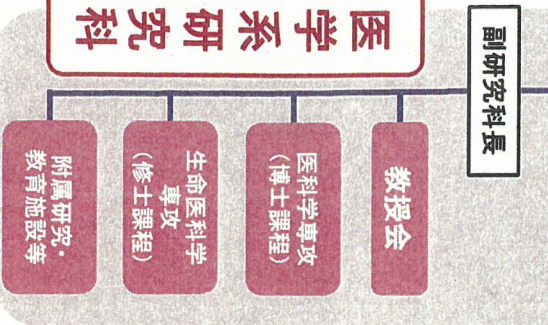 医学系研究科
副研究科長
教授会
医科学専攻
(博士課程)
生命医科学
専攻
(修士課程)
附属研究・
教育施設等